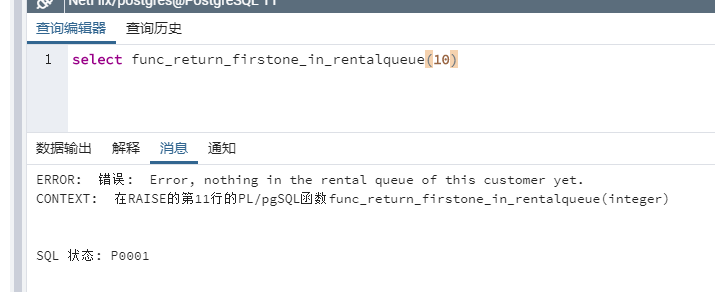 NetFlix/postgres@PostgreSQL 11
查询编辑器 查询历史
1 select func_return_firstone_in_rentalqueue(10)
数据输出 解释 消息 通知
ERROR: 错误: Error, nothing in the rental queue of this customer yet.
CONTEXT: 在RAISE的第11行的PL/pgSQL函数func_return_firstone_in_rentalqueue(integer)
SQL 状态: P0001